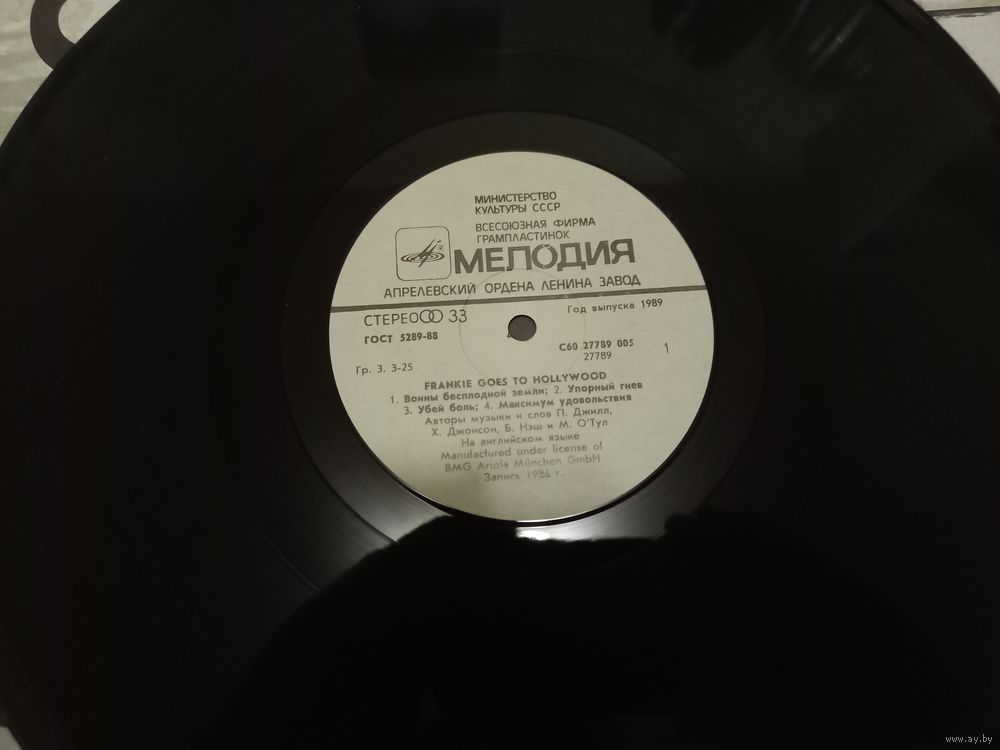 МИНИСТЕРСТВО
КУЛЬТУРЫ СССР
ВСЕСОЮЗНАЯ ФИРМА
ГРАМПЛАСТИНОК
МЕЛОДИЯ
АПРЕЛЕВСКИЙ ОРДЕНА ЛЕНИНА ЗАВОД
СТЕРЕО 33
Год выпуска 1989
ГОСТ 5289-88
С60 27789 005
27789
1
Гр. 3. 3-25
FRANKIE GOES TO HOLLYWOOD
1. Воины бесплодной земли; 2. Упорный гнев
3. Убей боль; 4. Максимум удовольствия
Авторы музыки и слов П. Джилл,
Х. Джонсон, Б. Нэш и М. О'Тул
На английском языке
Manufactured under license of
BMG Ariola München GmbH
Запись 1986 г.
www.ay.by